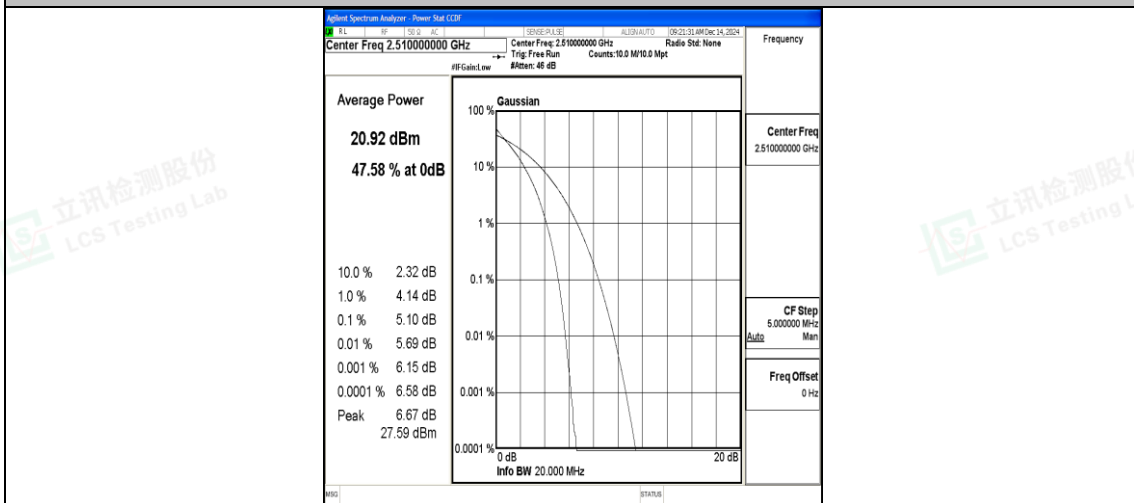 Agilent Spectrum Analyzer - Power Stat CCDF
RL RF 50 Ω AC SENSE:PULSE ALIGNAUTO 09:21:31 AM Dec 14, 2024
Center Freq 2.510000000 GHz
Center Freq: 2.510000000 GHz Radio Std: None
Trig: Free Run Counts:10.0 M/10.0 Mpt
#IFGain:Low #Atten: 46 dB
Frequency
Average Power
20.92 dBm
47.58 % at 0dB
10.0 % 2.32 dB
1.0 % 4.14 dB
0.1 % 5.10 dB
0.01 % 5.69 dB
0.001 % 6.15 dB
0.0001 % 6.58 dB
Peak 6.67 dB
27.59 dBm
Gaussian
100 %
10 %
1 %
0.1 %
0.01 %
0.001 %
0.0001 %
0 dB 20 dB
Info BW 20.000 MHz
Center Freq
2.510000000 GHz
CF Step
5.000000 MHz
Auto Man
Freq Offset
0 Hz
MSG STATUS
立讯检测股份
LCS Testing Lab
立讯检测股份
LCS Testing L